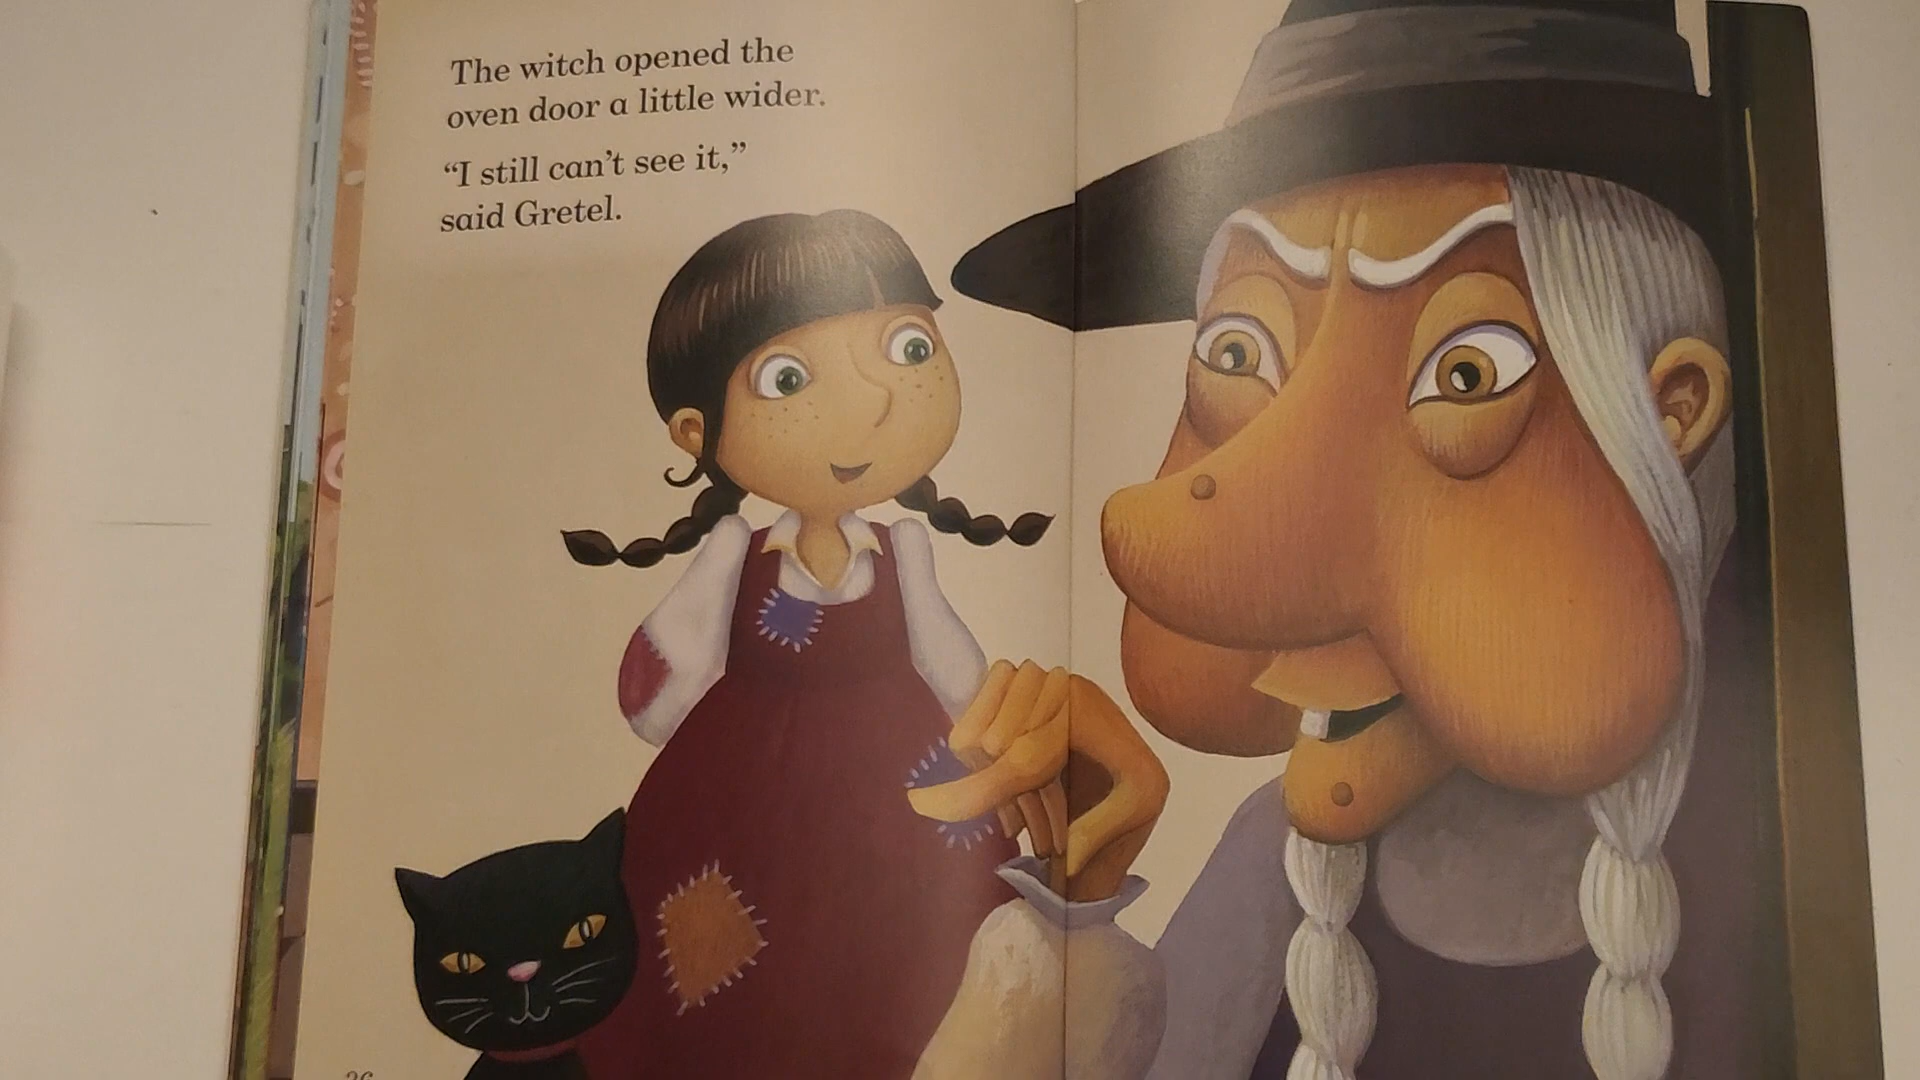 The witch opened the
oven door a little wider.
“I still can’t see it,”
said Gretel.